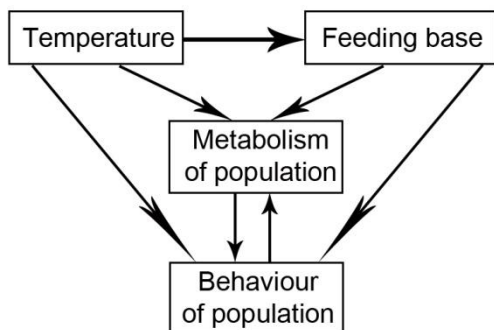 Temperature
Feeding base
Metabolism
of population
Behaviour
of population